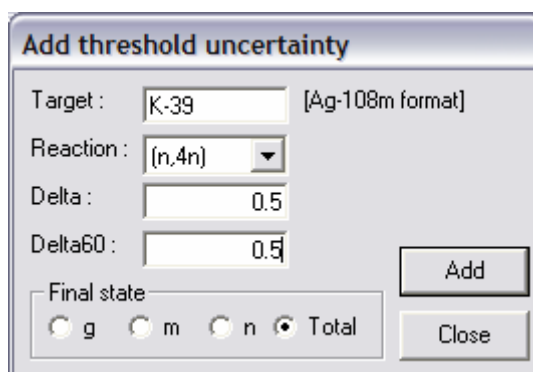 Add threshold uncertainty
Target : K-39 [Ag-108m format]
Reaction : (n,4n)
Delta : 0.5
Delta60 : 0.5
Add
Final state
g m n Total
Close